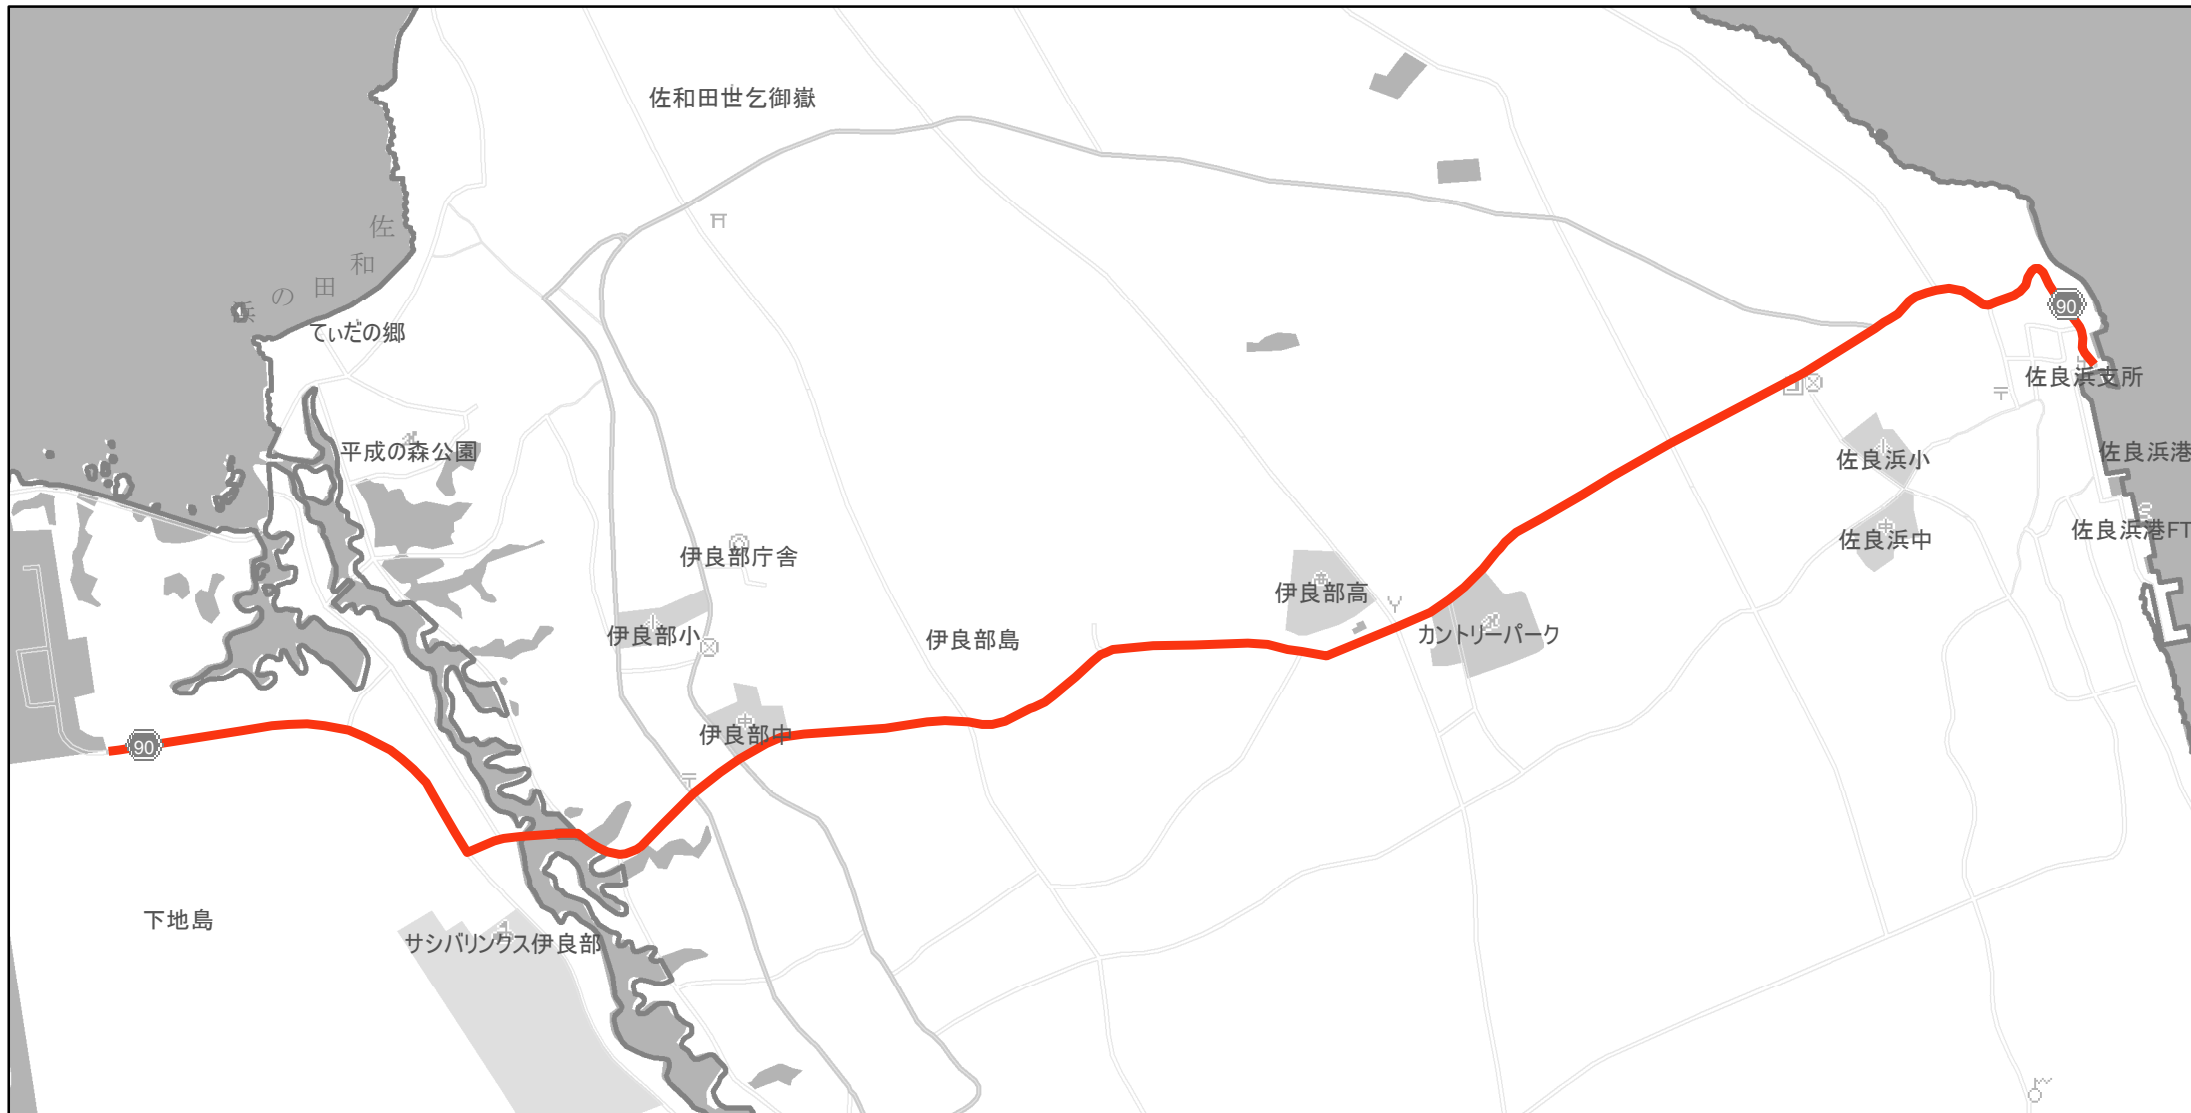 佐和田世乞御嶽
佐和田の浜
90
てぃだの郷
佐良浜支所
平成の森公園
佐良浜小
佐良浜港
佐良浜中
佐良浜港FT
伊良部庁舎
伊良部高
伊良部小
伊良部島
カントリーパーク
伊良部中
90
下地島
サシバリンクス伊良部